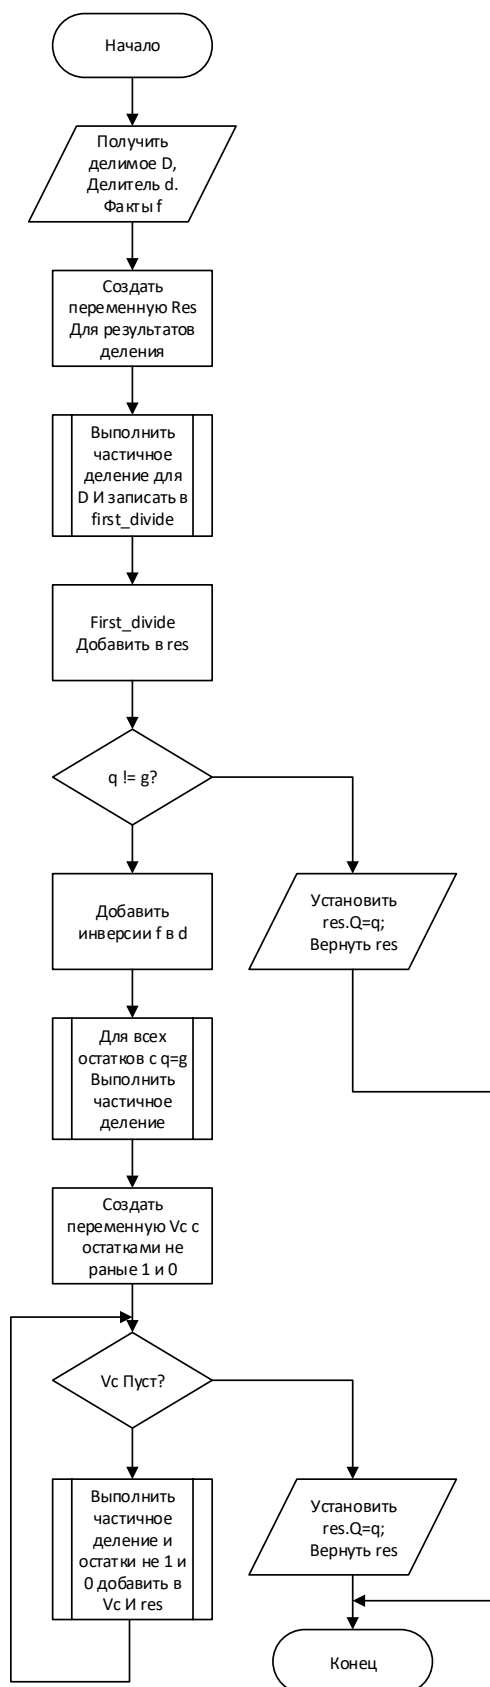 Начало
Получить
делимое D,
Делитель d.
Факты f
Создать
переменную Res
Для результатов
деления
Выполнить
частичное
деление для
D И записать в
first_divide
First_divide
Добавить в res
q != g?
Добавить
инверсии f в d
Установить
res.Q=q;
Вернуть res
Для всех
остатков с q=g
Выполнить
частичное
деление
Создать
переменную Vc с
остатками не
раные 1 и 0
Vc Пуст?
Выполнить
частичное
деление и
остатки не 1 и
0 добавить в
Vc И res
Установить
res.Q=q;
Вернуть res
Конец